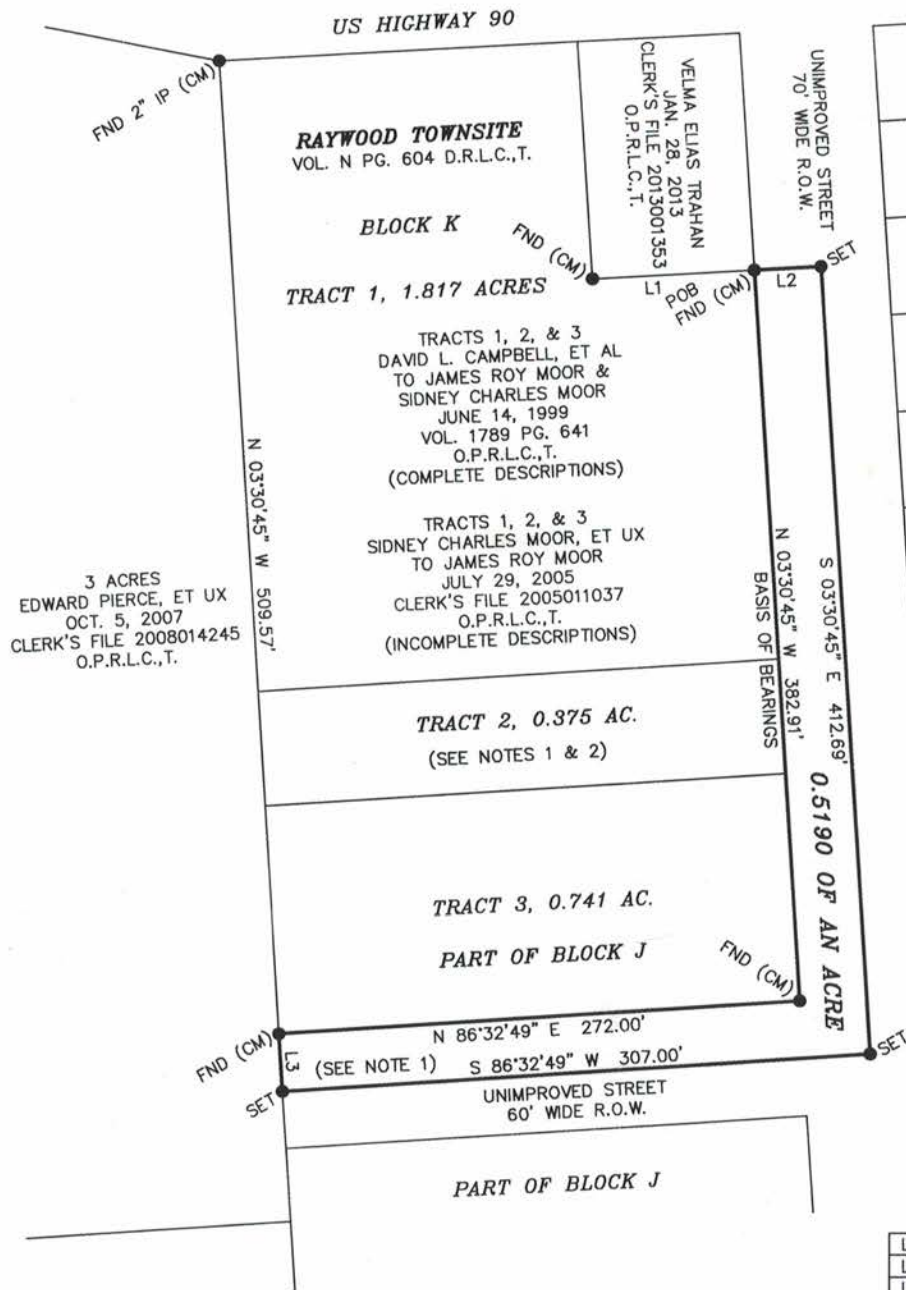 US HIGHWAY 90
FND 2" IP (CM)
RAYWOOD TOWNSITE
VOL. N PG. 604 D.R.L.C.,T.
VELMA ELIAS TRAHAN
JAN. 28, 2013
CLERK'S FILE 2013001353
O.P.R.L.C.,T.
UNIMPROVED STREET
70' WIDE R.O.W.
BLOCK K
FND (CM)
SET
L1
POB
FND (CM)
L2
TRACT 1, 1.817 ACRES
TRACTS 1, 2, & 3
DAVID L. CAMPBELL, ET AL
TO JAMES ROY MOOR &
SIDNEY CHARLES MOOR
JUNE 14, 1999
VOL. 1789 PG. 641
O.P.R.L.C.,T.
(COMPLETE DESCRIPTIONS)
N 03°30'45" W 509.57'
TRACTS 1, 2, & 3
SIDNEY CHARLES MOOR, ET UX
TO JAMES ROY MOOR
JULY 29, 2005
CLERK'S FILE 2005011037
O.P.R.L.C.,T.
(INCOMPLETE DESCRIPTIONS)
3 ACRES
EDWARD PIERCE, ET UX
OCT. 5, 2007
CLERK'S FILE 2008014245
O.P.R.L.C.,T.
N 03°30'45" W 382.91'
BASIS OF BEARINGS
S 03°30'45" E 412.69'
0.5190 OF AN ACRE
TRACT 2, 0.375 AC.
(SEE NOTES 1 & 2)
TRACT 3, 0.741 AC.
PART OF BLOCK J
FND (CM)
N 86°32'49" E 272.00'
FND (CM)
L3
(SEE NOTE 1) S 86°32'49" W 307.00'
SET
SET
UNIMPROVED STREET
60' WIDE R.O.W.
PART OF BLOCK J
L
L